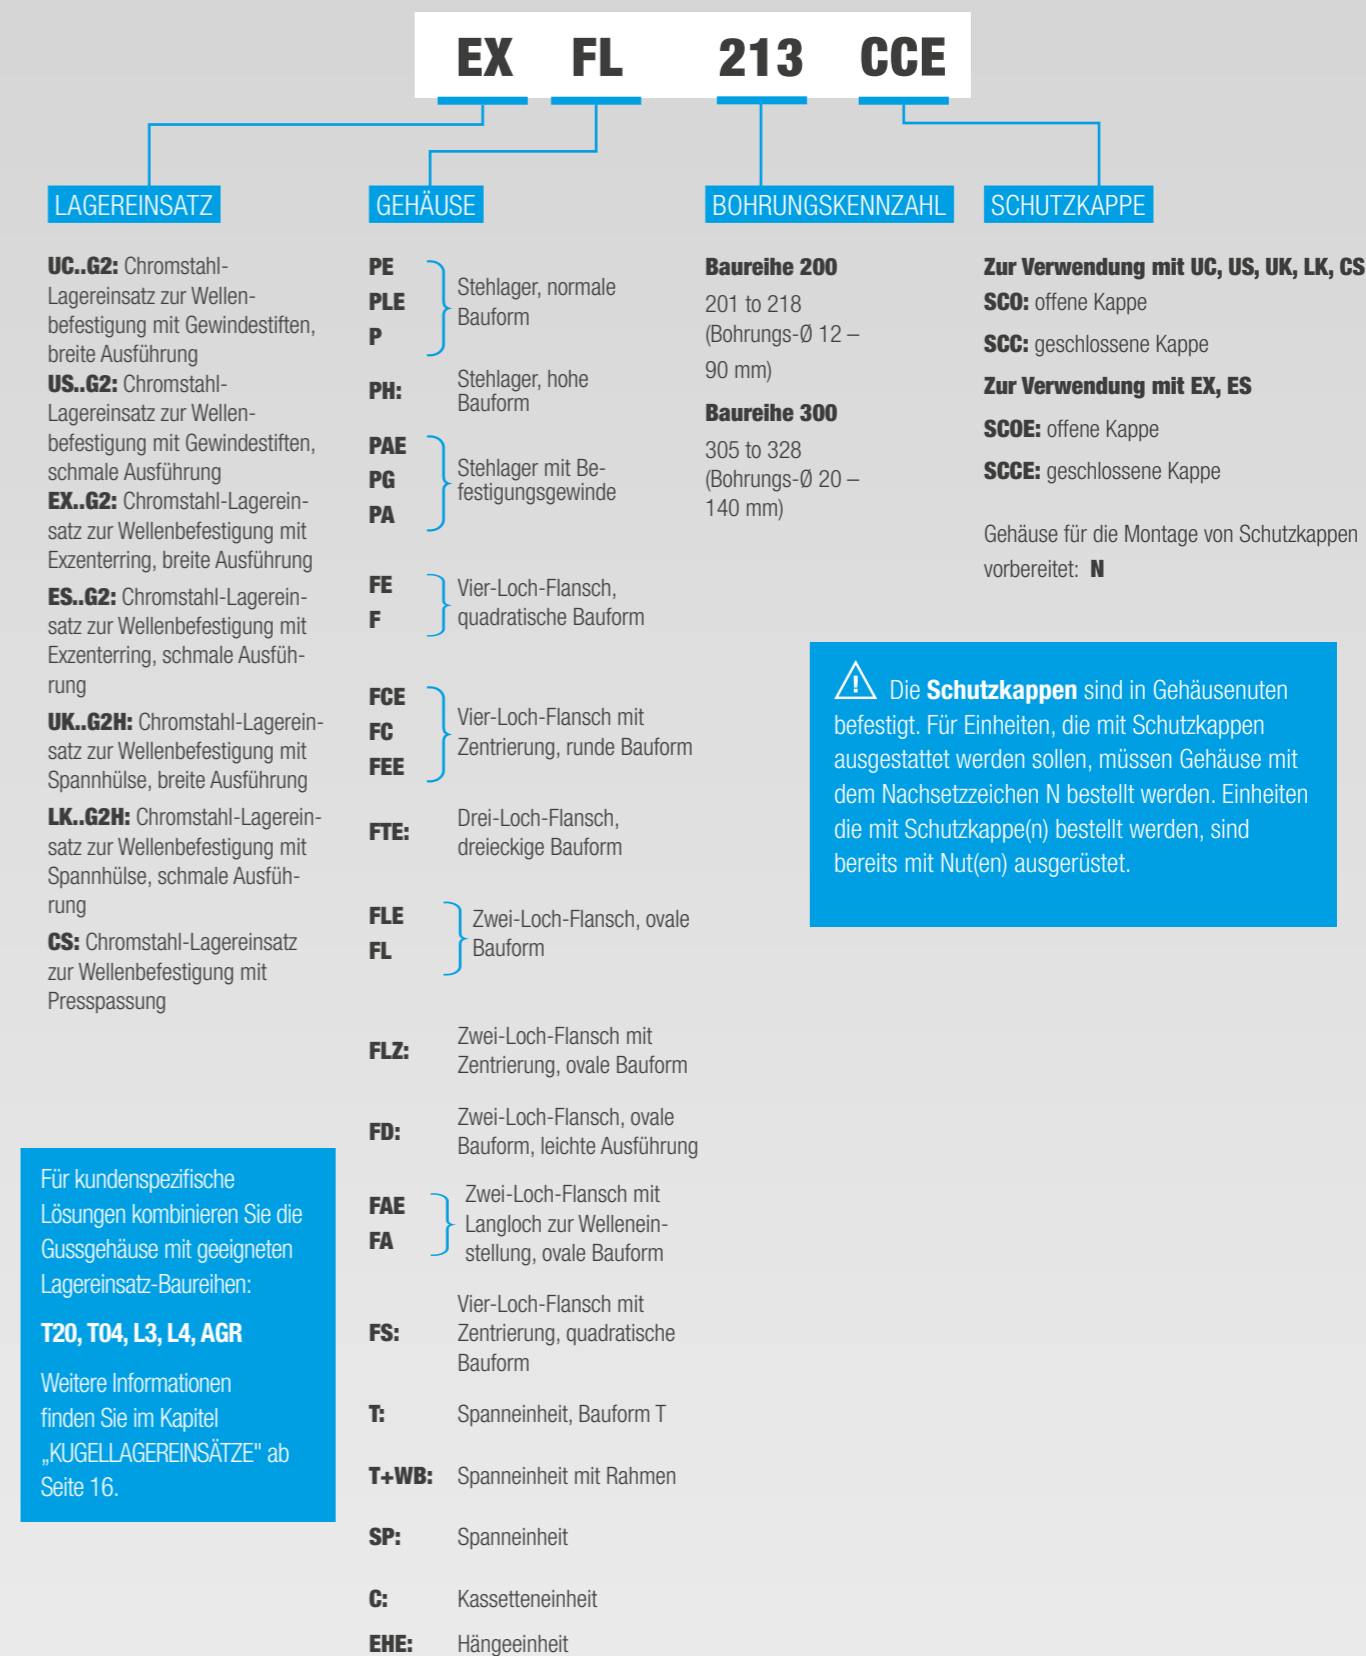 EX FL 213 CCE
LAGEREINSATZ
UC..G2: Chromstahl-
Lagereinsatz zur Wellen-
befestigung mit Gewindestiften,
breite Ausführung
US..G2: Chromstahl-
Lagereinsatz zur Wellen-
befestigung mit Gewindestiften,
schmale Ausführung
EX..G2: Chromstahl-Lagerein-
satz zur Wellenbefestigung mit
Exzenterring, breite Ausführung
ES..G2: Chromstahl-Lagerein-
satz zur Wellenbefestigung mit
Exzenterring, schmale Ausfüh-
rung
UK..G2H: Chromstahl-Lagerein-
satz zur Wellenbefestigung mit
Spannhülse, breite Ausführung
LK..G2H: Chromstahl-Lagerein-
satz zur Wellenbefestigung mit
Spannhülse, schmale Ausfüh-
rung
CS: Chromstahl-Lagereinsatz
zur Wellenbefestigung mit
Presspassung
Für kundenspezifische
Lösungen kombinieren Sie die
Gussgehäuse mit geeigneten
Lagereinsatz-Baureihen:
T20, T04, L3, L4, AGR
Weitere Informationen
finden Sie im Kapitel
„KUGELLAGEREINSÄTZE" ab
Seite 16.
GEHÄUSE
PE
PLE
P
Stehlager, normale
Bauform
PH:
Stehlager, hohe
Bauform
PAE
PG
PA
Stehlager mit Be-
festigungsgewinde
FE
F
Vier-Loch-Flansch,
quadratische Bauform
FCE
FC
FEE
Vier-Loch-Flansch mit
Zentrierung, runde Bauform
FTE:
Drei-Loch-Flansch,
dreieckige Bauform
FLE
FL
Zwei-Loch-Flansch, ovale
Bauform
FLZ:
Zwei-Loch-Flansch mit
Zentrierung, ovale Bauform
FD:
Zwei-Loch-Flansch, ovale
Bauform, leichte Ausführung
FAE
FA
Zwei-Loch-Flansch mit
Langloch zur Wellenein-
stellung, ovale Bauform
FS:
Vier-Loch-Flansch mit
Zentrierung, quadratische
Bauform
T: Spanneinheit, Bauform T
T+WB: Spanneinheit mit Rahmen
SP: Spanneinheit
C: Kassetteneinheit
EHE: Hängeeinheit
BOHRUNGSKENNZAHL
Baureihe 200
201 to 218
(Bohrungs-Ø 12 –
90 mm)
Baureihe 300
305 to 328
(Bohrungs-Ø 20 –
140 mm)
SCHUTZKAPPE
Zur Verwendung mit UC, US, UK, LK, CS
SCO: offene Kappe
SCC: geschlossene Kappe
Zur Verwendung mit EX, ES
SCOE: offene Kappe
SCCE: geschlossene Kappe
Gehäuse für die Montage von Schutzkappen
vorbereitet: N
Die Schutzkappen sind in Gehäusenuten
befestigt. Für Einheiten, die mit Schutzkappen
ausgestattet werden sollen, müssen Gehäuse mit
dem Nachsetzzeichen N bestellt werden. Einheiten
die mit Schutzkappe(n) bestellt werden, sind
bereits mit Nut(en) ausgerüstet.